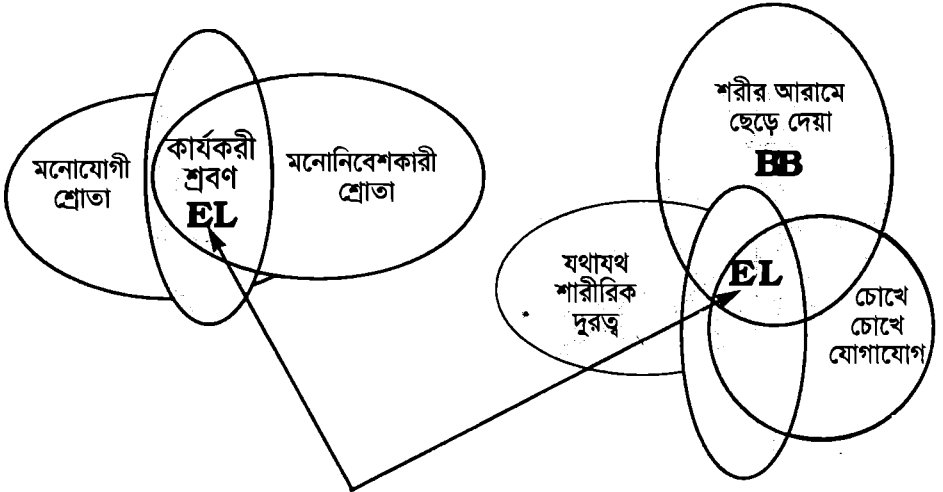 মনোযোগী
শ্রোতা
কার্যকরী
শ্রবণ
EL
মনোনিবেশকারী
শ্রোতা
শরীর আরামে
ছেড়ে দেয়া
BB
যথাযথ
শারীরিক
দূরত্ব
EL
চোখে
চোখে
যোগাযোগ